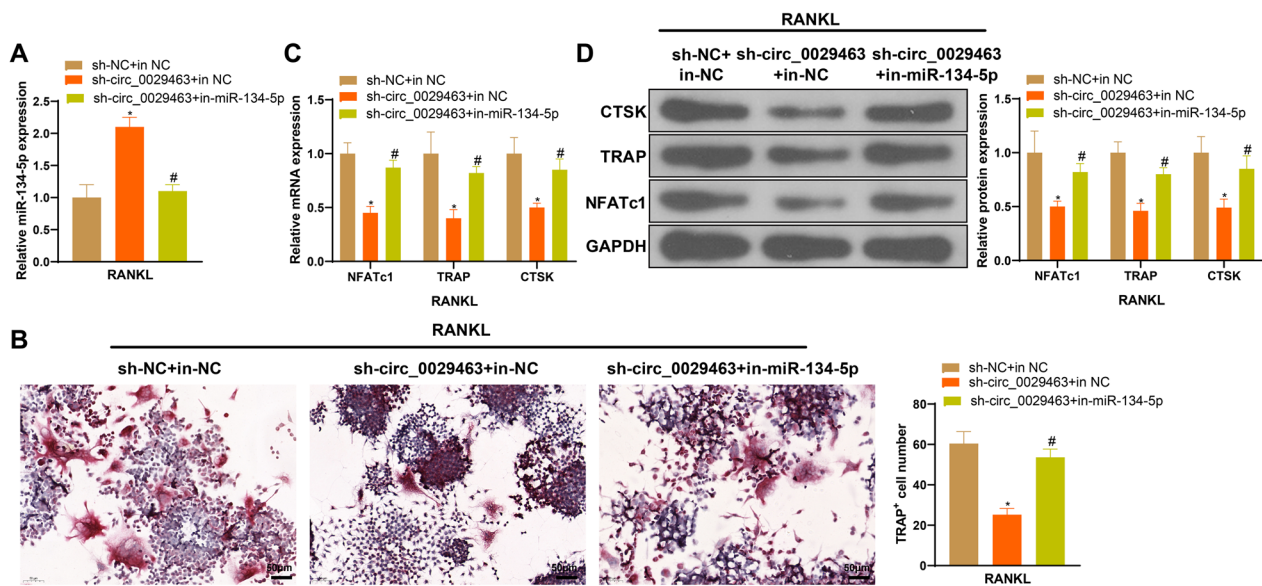 A
sh-NC+in NC
sh-circ_0029463+in NC
sh-circ_0029463+in-miR-134-5p
Relative miR-134-5p expression
2.5
2.0
1.5
1.0
0.5
0.0
*
#
RANKL
C
sh-NC+in NC
sh-circ_0029463+in NC
sh-circ_0029463+in-miR-134-5p
Relative mRNA expression
1.5
1.0
0.5
0.0
*
#
*
#
*
#
NFATc1
TRAP
CTSK
RANKL
D
RANKL
sh-NC+ sh-circ_0029463 sh-circ_0029463
in-NC +in-NC +in-miR-134-5p
CTSK
TRAP
NFATc1
GAPDH
sh-NC+in NC
sh-circ_0029463+in NC
sh-circ_0029463+in-miR-134-5p
Relative protein expression
1.5
1.0
0.5
0.0
*
#
*
#
*
#
NFATc1
TRAP
CTSK
RANKL
B
RANKL
sh-NC+in-NC
sh-circ_0029463+in-NC
sh-circ_0029463+in-miR-134-5p
50μm
50μm
50μm
sh-NC+in NC
sh-circ_0029463+in NC
sh-circ_0029463+in-miR-134-5p
TRAP+ cell number
80
60
40
20
0
*
#
RANKL